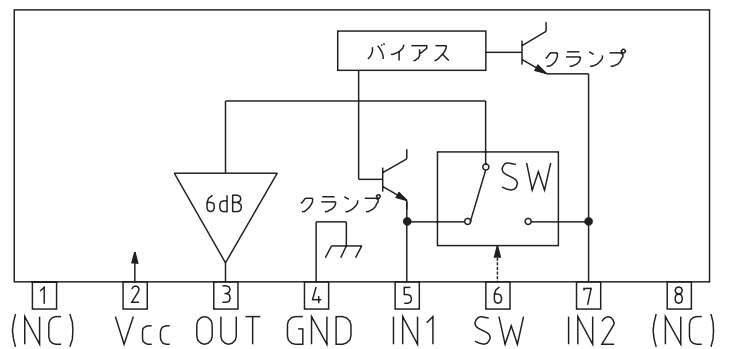 バイアス
クランプ
6dB
SW
クランプ
1 2 3 4 5 6 7 8
(NC) Vcc OUT GND IN1 SW IN2 (NC)